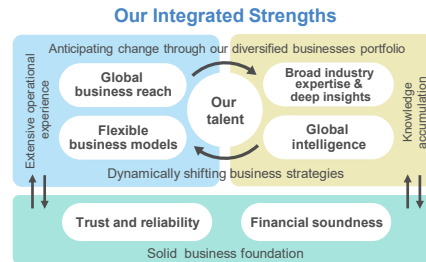 Our Integrated Strengths
Anticipating change through our diversified businesses portfolio
Extensive operational
experience
Global
business reach
Flexible
business models
Our
talent
Broad industry
expertise &
deep insights
Global
intelligence
Knowledge
accumulation
Dynamically shifting business strategies
Trust and reliability
Financial soundness
Solid business foundation